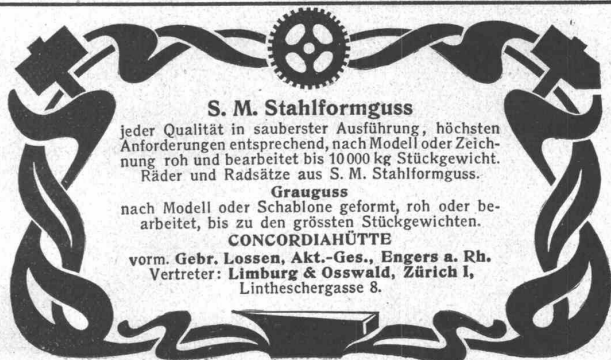 S. M. Stahlformguss
jeder Qualität in sauberster Ausführung, höchsten
Anforderungen entsprechend, nach Modell oder Zeich-
nung roh und bearbeitet bis 10000 kg Stückgewicht.
Räder und Radsätze aus S. M. Stahlformguss.
Grauguss
nach Modell oder Schablone geformt, roh oder be-
arbeitet, bis zu den grössten Stückgewichten.
CONCORDIAHÜTTE
vorm. Gebr. Lossen, Akt.-Ges., Engers a. Rh.
Vertreter: Limburg & Osswald, Zürich I,
Lintheschergasse 8.